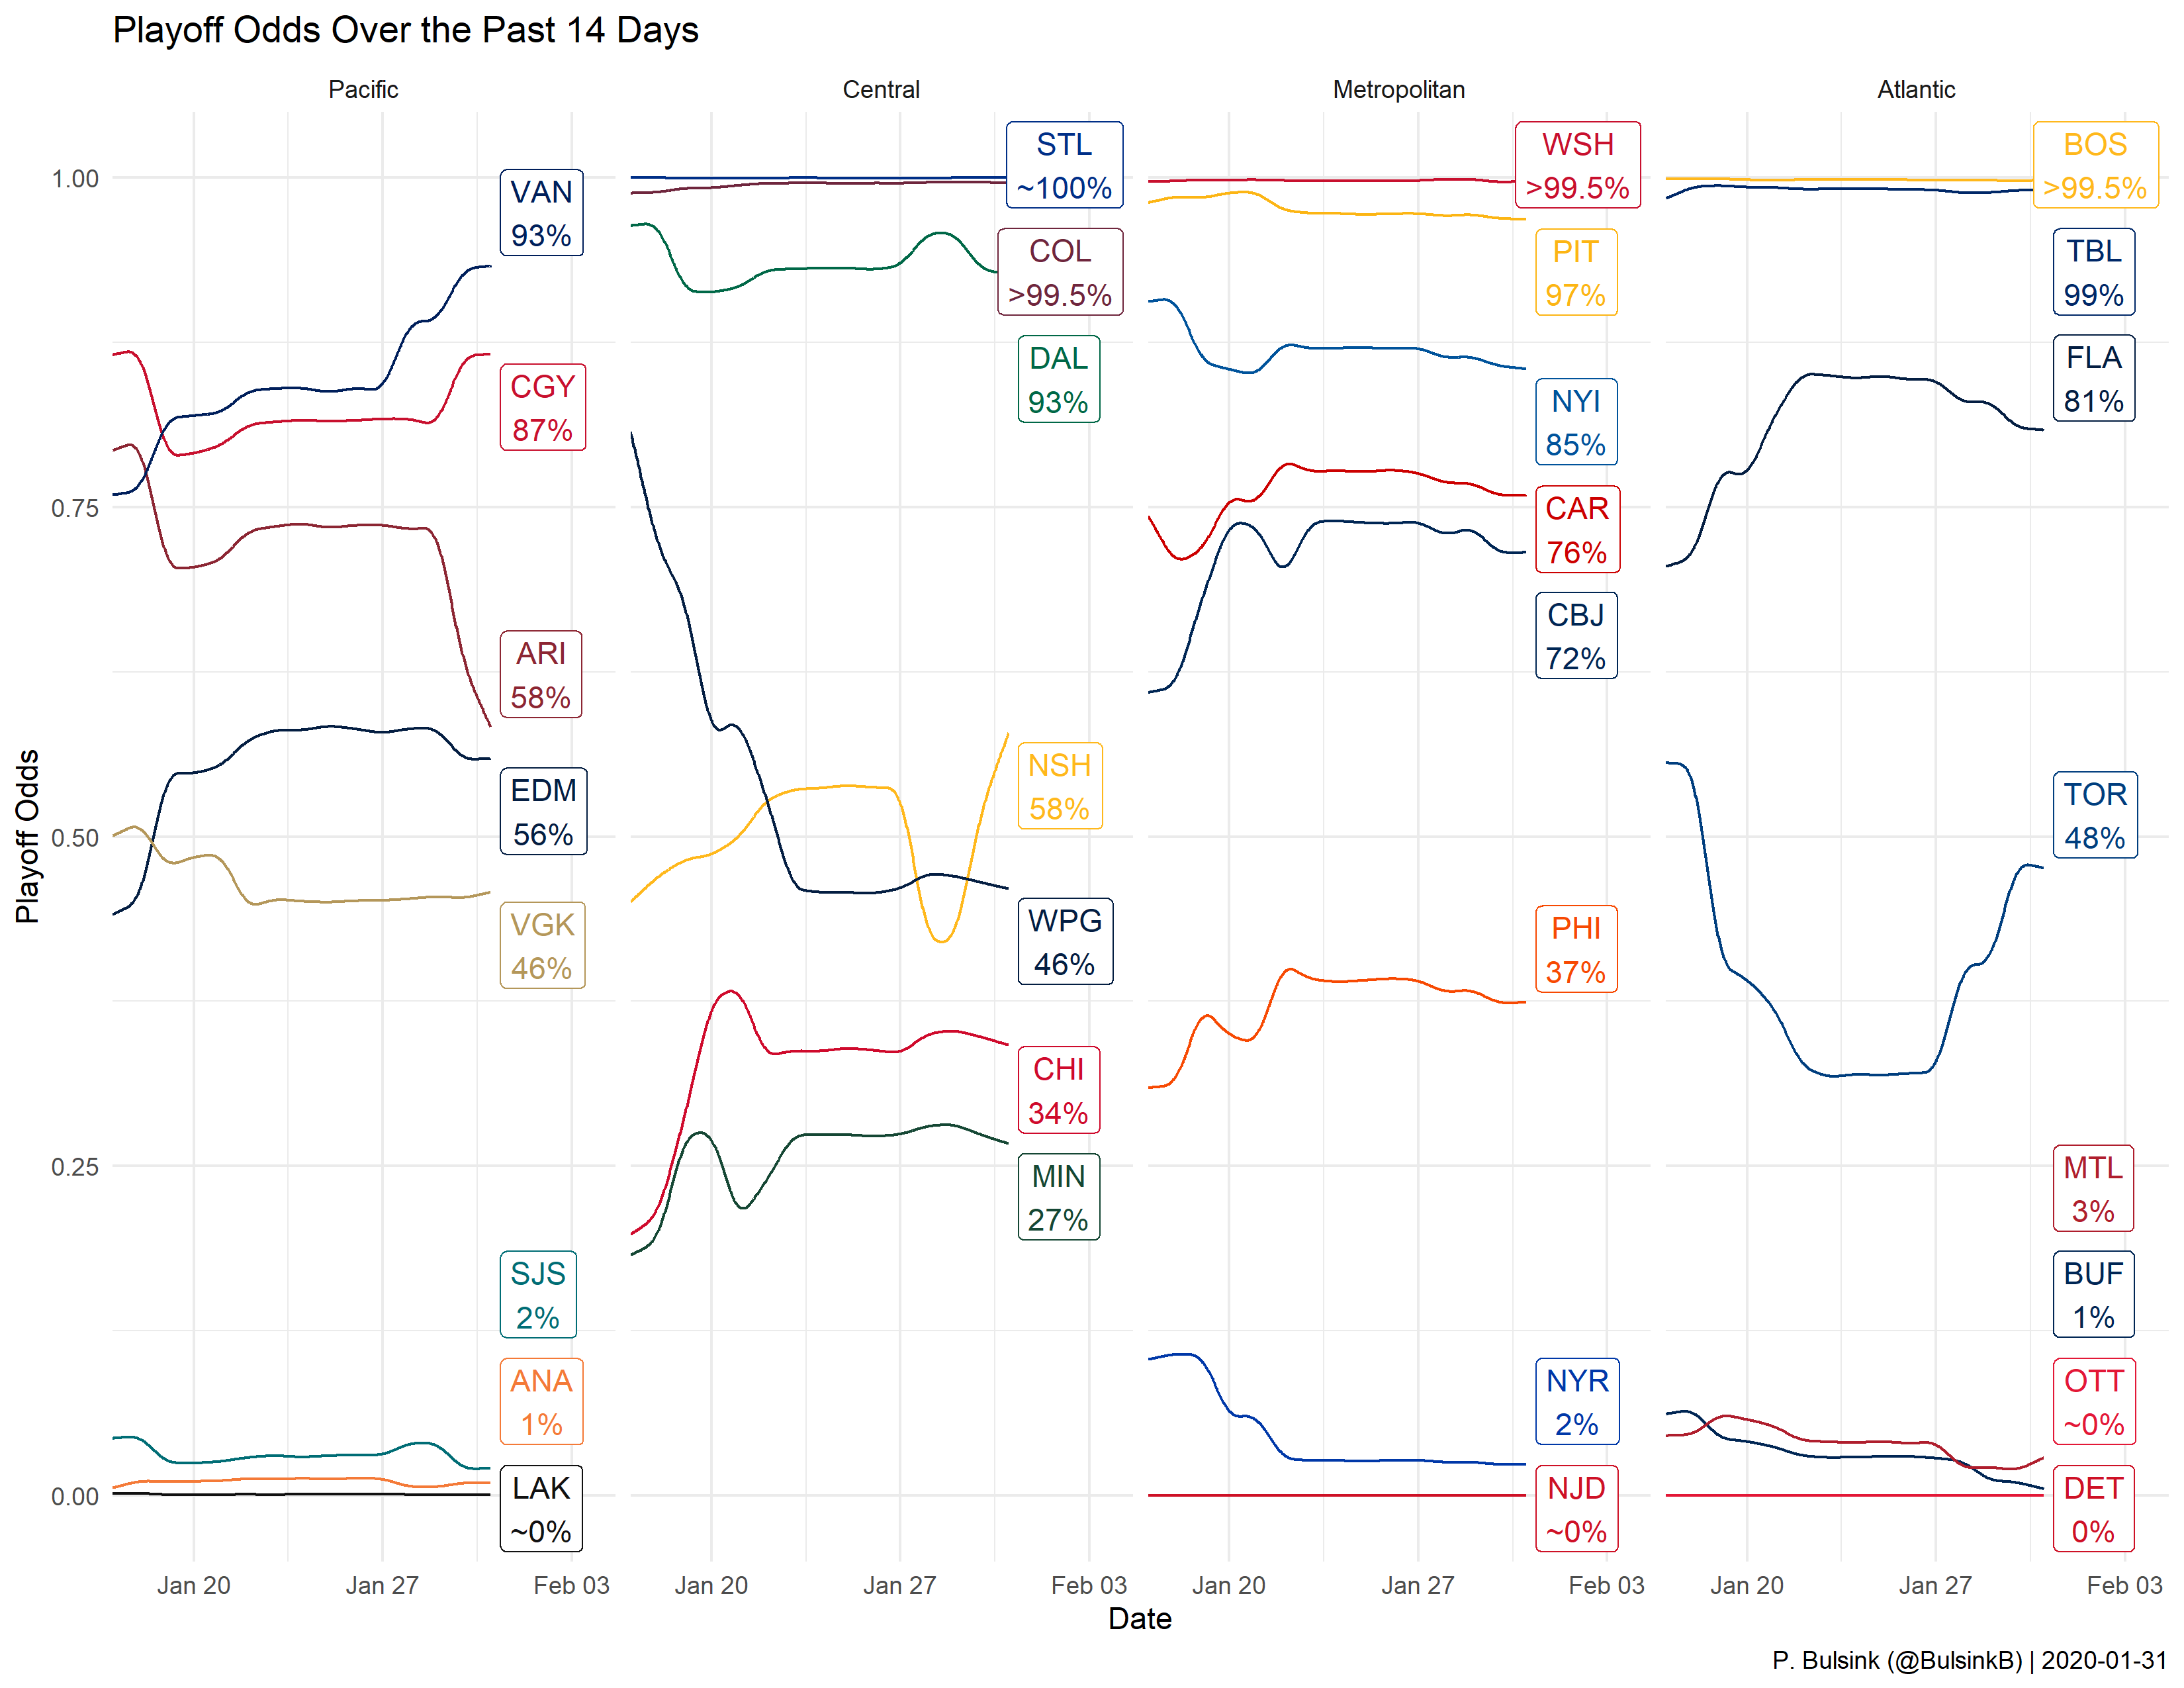 Playoff Odds Over the Past 14 Days
Pacific
Central
Metropolitan
Atlantic
Playoff Odds
1.00
0.75
0.50
0.25
0.00
VAN
93%
CGY
87%
ARI
58%
EDM
56%
VGK
46%
SJS
2%
ANA
1%
LAK
~0%
STL
~100%
COL
>99.5%
DAL
93%
NSH
58%
WPG
46%
CHI
34%
MIN
27%
WSH
>99.5%
PIT
97%
NYI
85%
CAR
76%
CBJ
72%
PHI
37%
NYR
2%
NJD
~0%
BOS
>99.5%
TBL
99%
FLA
81%
TOR
48%
MTL
3%
BUF
1%
OTT
~0%
DET
0%
Jan 20
Jan 27
Feb 03
Jan 20
Jan 27
Feb 03
Jan 20
Jan 27
Feb 03
Jan 20
Jan 27
Feb 03
Date
P. Bulsink (@BulsinkB) | 2020-01-31